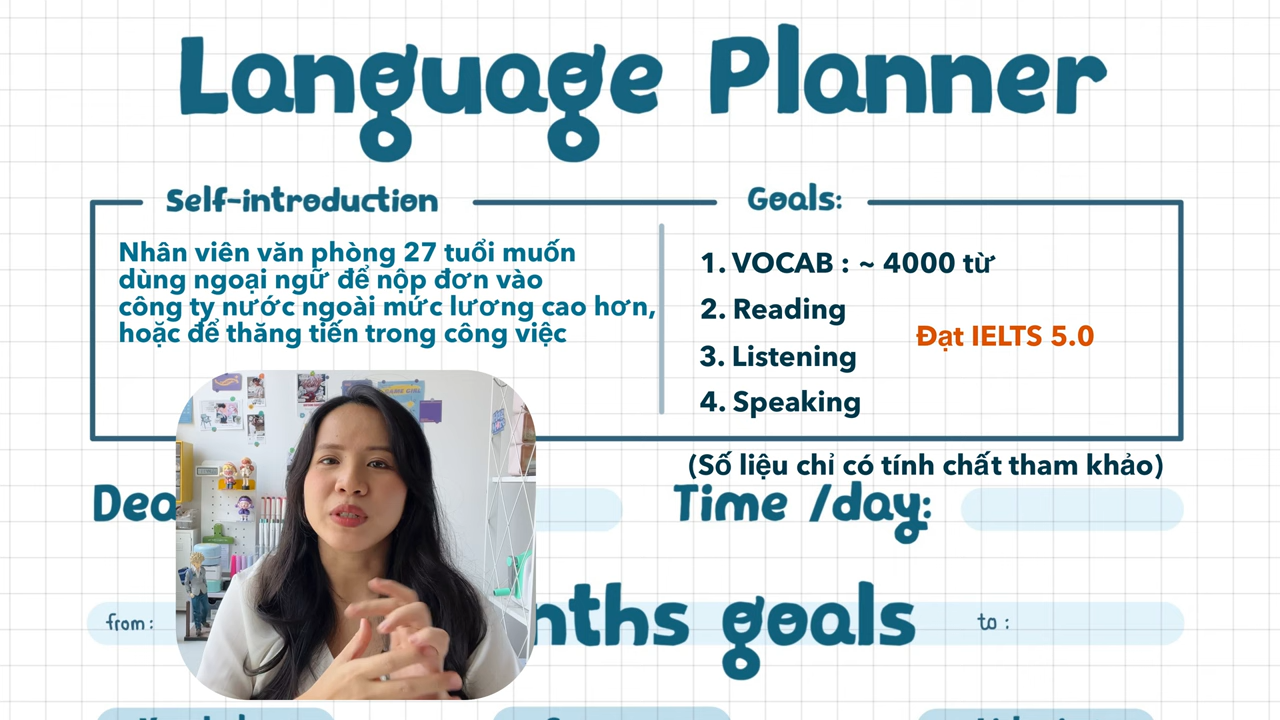 Language Planner
Self-introduction
Nhân viên văn phòng 27 tuổi muốn
dùng ngoại ngữ để nộp đơn vào
công ty nước ngoài mức lương cao hơn,
hoặc để thăng tiến trong công việc
Goals:
1. VOCAB : ~ 4000 từ
2. Reading
3. Listening
4. Speaking
Đạt IELTS 5.0
(Số liệu chỉ có tính chất tham khảo)
Time /day:
goals
from :
to :